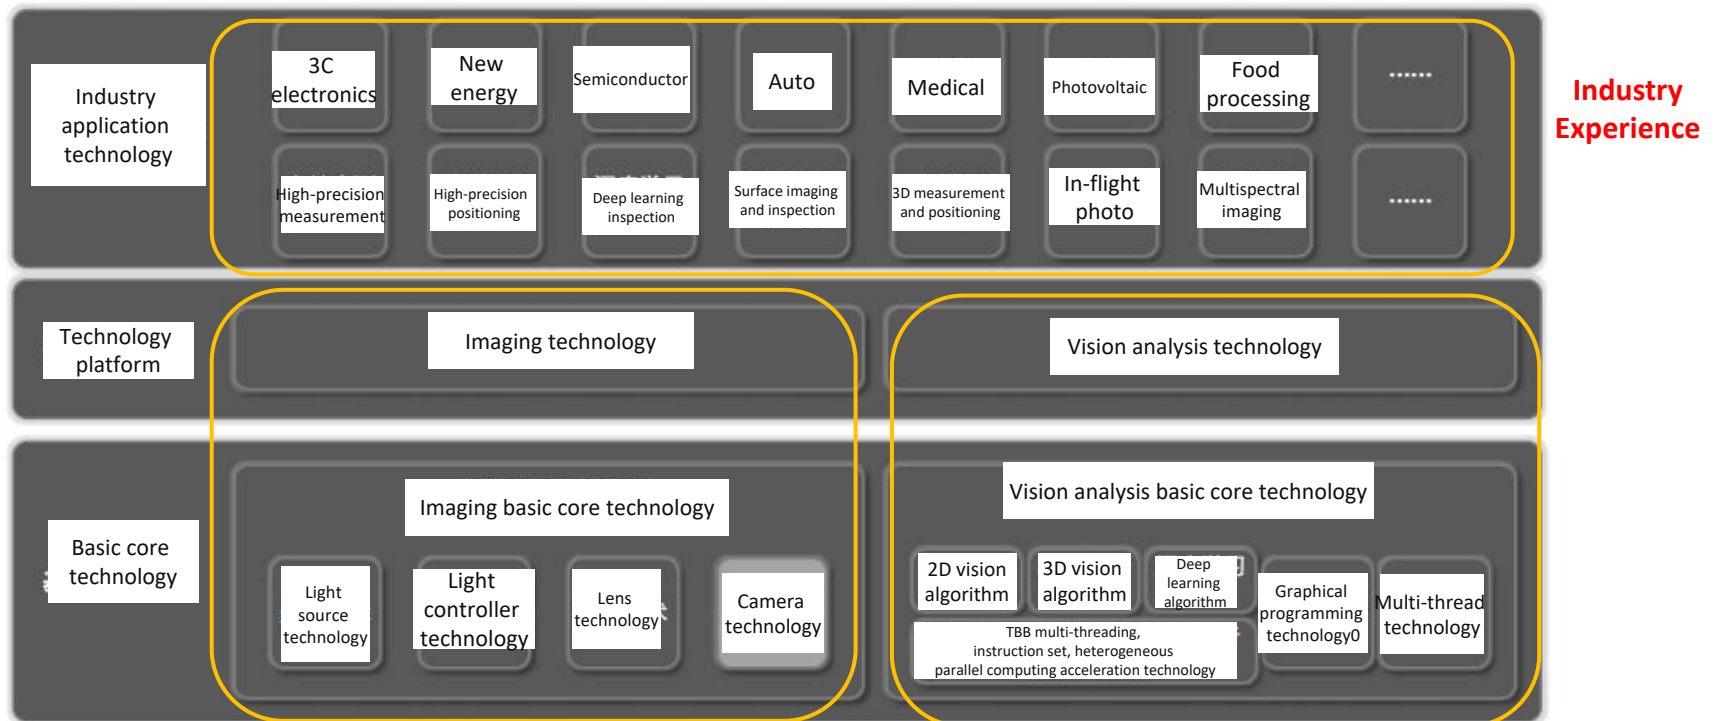 Industry
application
technology
3C
electronics
New
energy
Semiconductor
Auto
Medical
Photovoltaic
Food
processing
......
High-precision
measurement
High-precision
positioning
Deep learning
inspection
Surface imaging
and inspection
3D measurement
and positioning
In-flight
photo
Multispectral
imaging
......
Industry
Experience
Technology
platform
Imaging technology
Vision analysis technology
Basic core
technology
Imaging basic core technology
Light
source
technology
Light
controller
technology
Lens
technology
Camera
technology
Vision analysis basic core technology
2D vision
algorithm
3D vision
algorithm
Deep
learning
algorithm
TBB multi-threading,
instruction set, heterogeneous
parallel computing acceleration technology
Graphical
programming
technology0
Multi-thread
technology